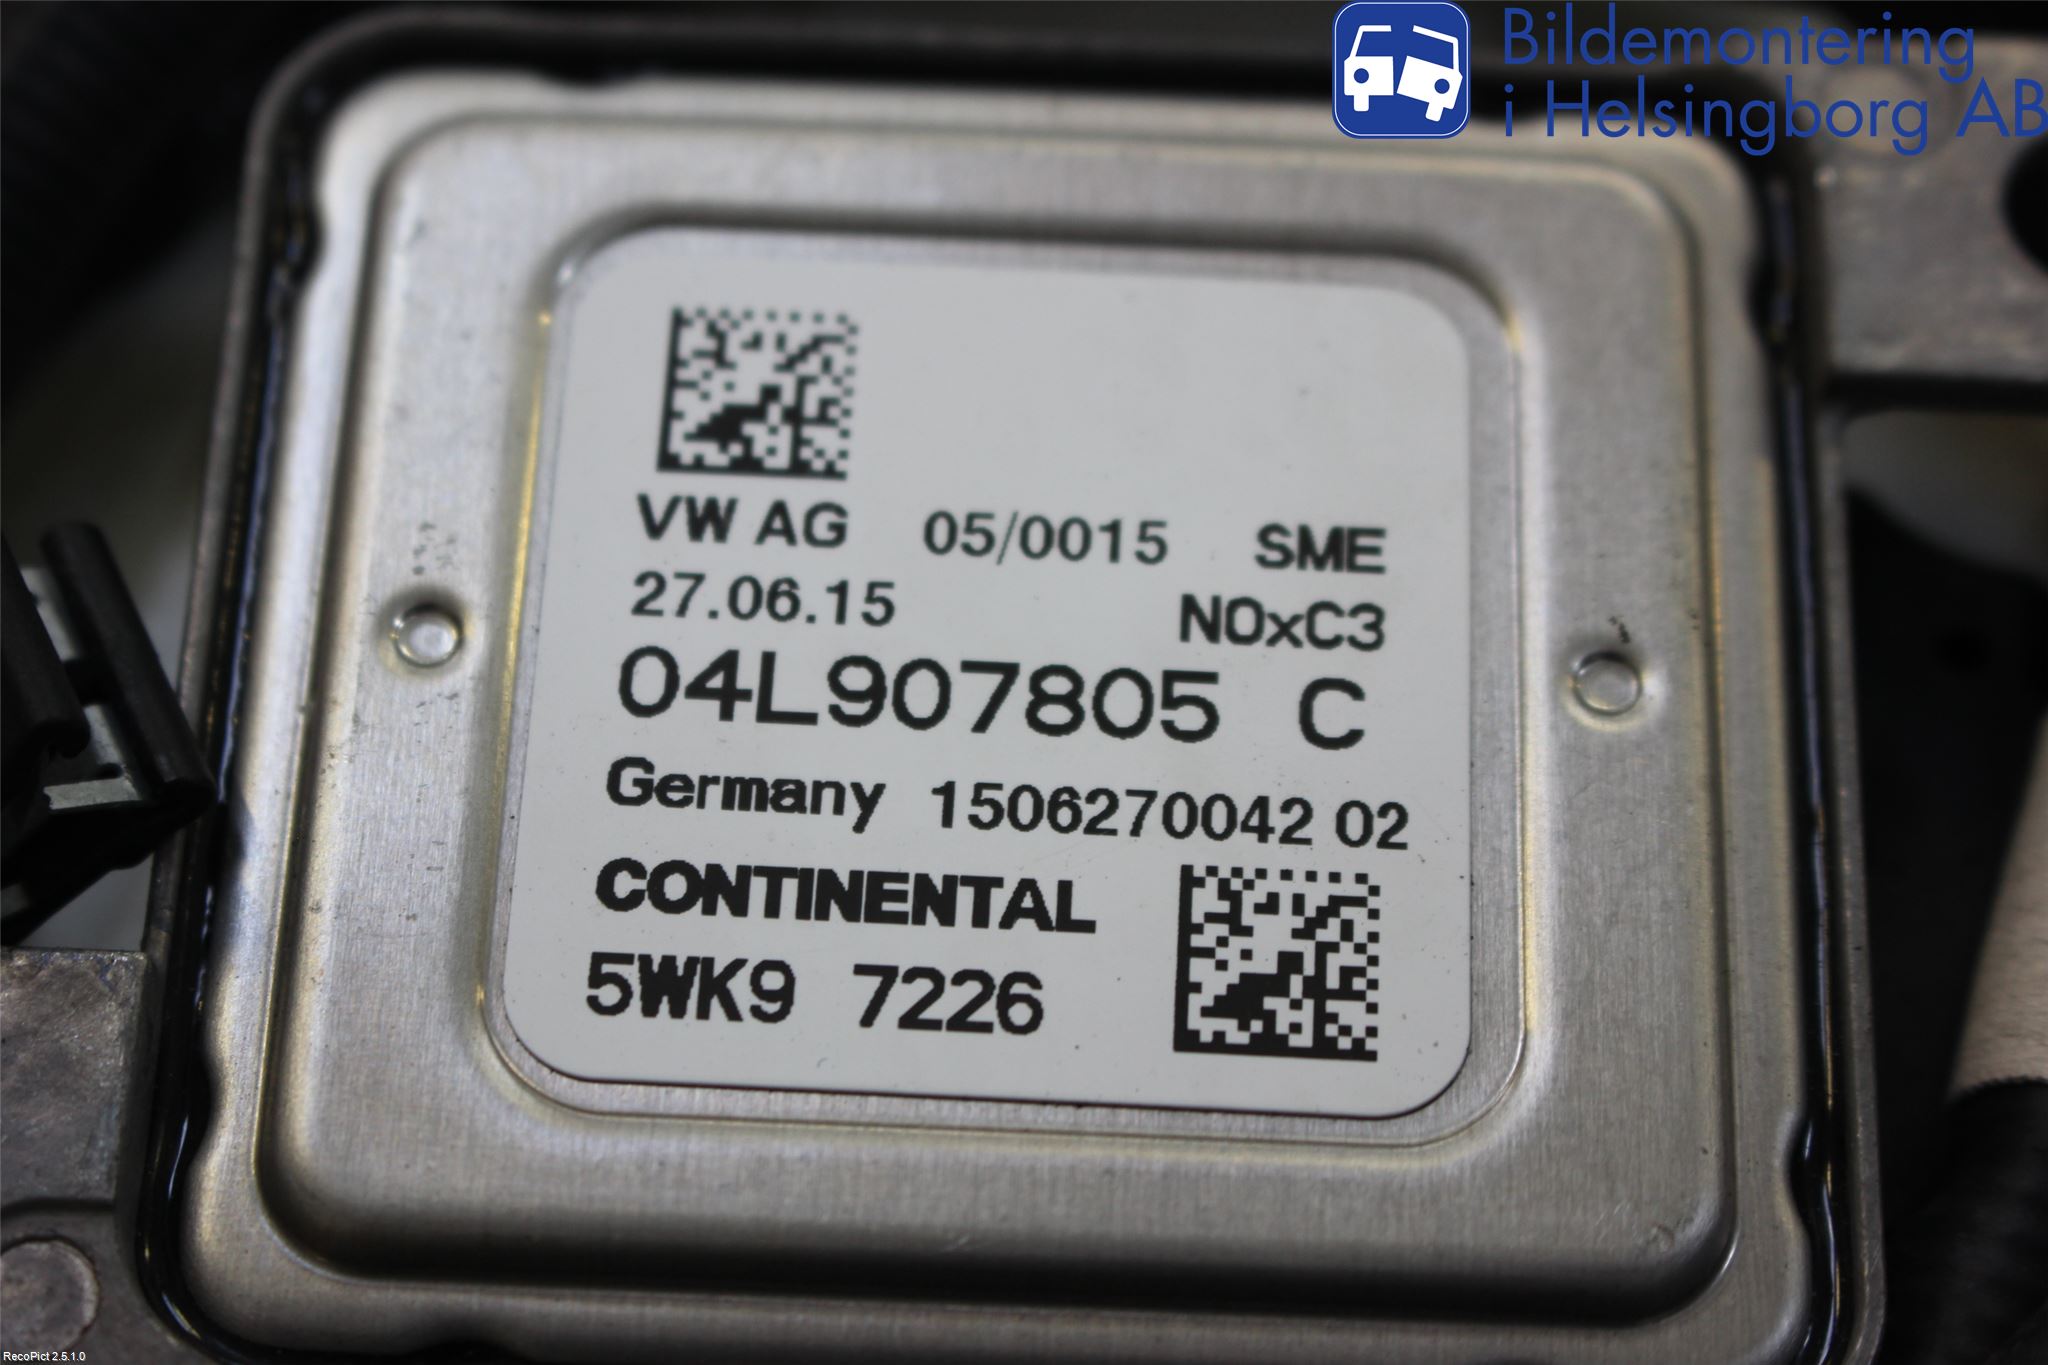 Bildemontering
i Helsingborg AB
VW AG 05/0015 SME
27.06.15 NOxC3
04L907805 C
Germany 1506270042 02
CONTINENTAL
5WK9 7226
RecoPict 2.5.1.0